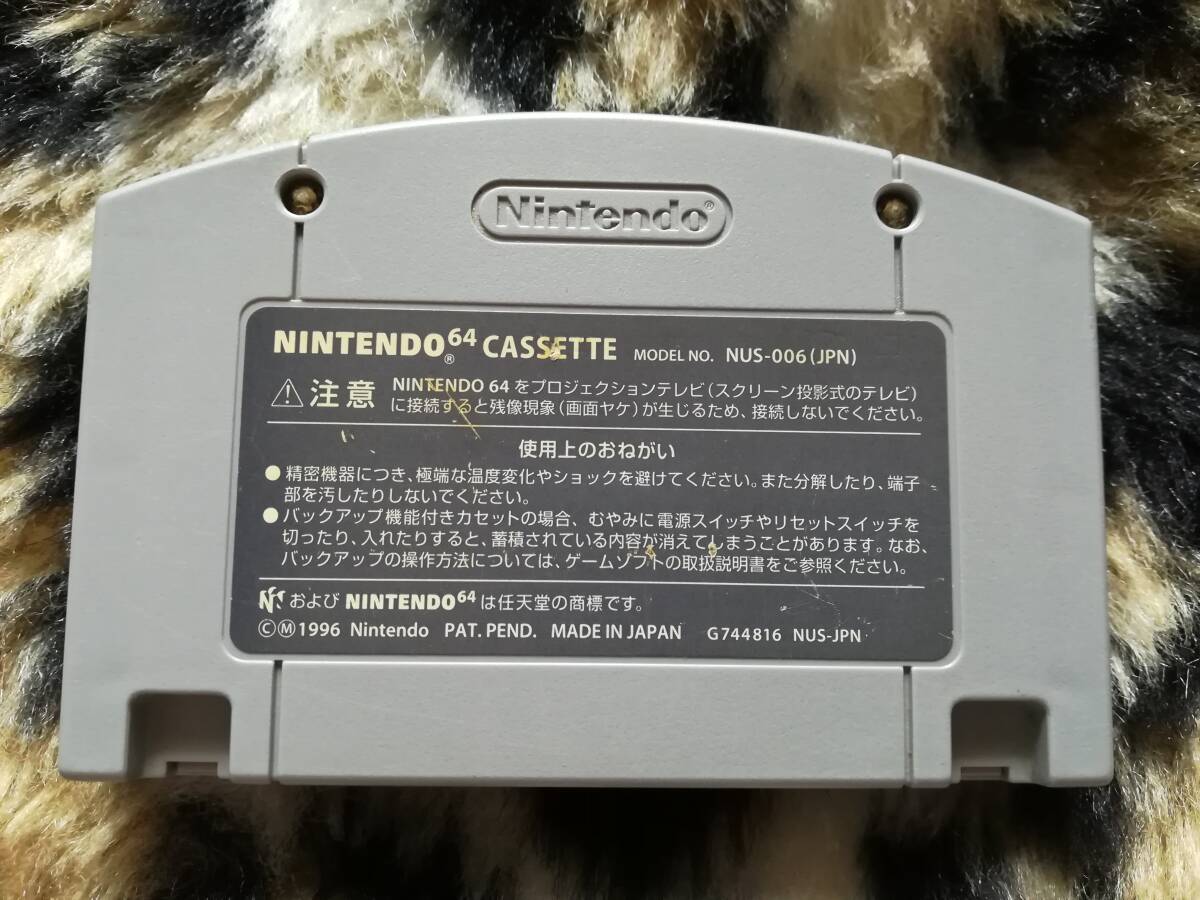 Nintendo®
NINTENDO64® CASSETTE MODEL NO. NUS-006(JPN)
⚠注意 NINTENDO 64 をプロジェクションテレビ(スクリーン投影式のテレビ)
に接続すると残像現象(画面ヤケ)が生じるため、接続しないでください。
使用上のおねがい
●精密機器につき、極端な温度変化やショックを避けてください。また分解したり、端子
部を汚したりしないでください。
●バックアップ機能付きカセットの場合、むやみに電源スイッチやリセットスイッチを
切ったり、入れたりすると、蓄積されている内容が消えてしまうことがあります。なお、
バックアップの操作方法については、ゲームソフトの取扱説明書をご参照ください。
および NINTENDO64 は任天堂の商標です。
ⒸⓂ1996 Nintendo PAT. PEND. MADE IN JAPAN G744816 NUS-JPN